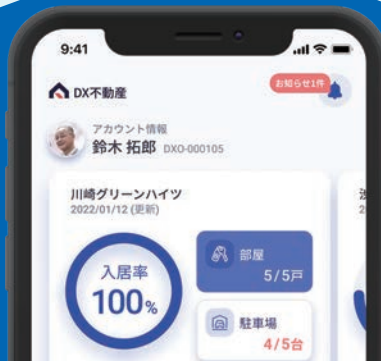 9:41
お知らせ1件
DX不動産
アカウント情報
鈴木 拓郎 DXO-000105
川崎グリーンハイツ
2022/01/12 (更新)
入居率
100%
部屋
5/5戸
駐車場
4/5台